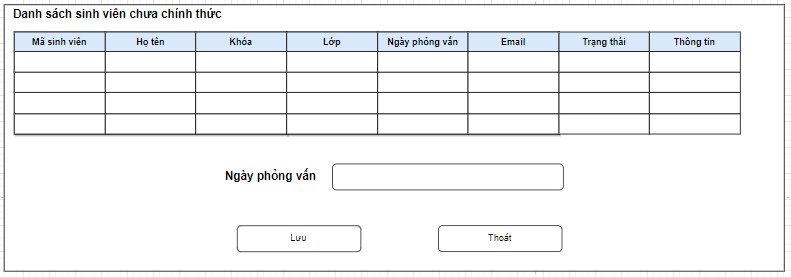 Danh sách sinh viên chưa chính thức
Mã sinh viên Họ tên Khóa Lớp Ngày phỏng vấn Email Trạng thái Thông tin
Ngày phỏng vấn
Lưu Thoát